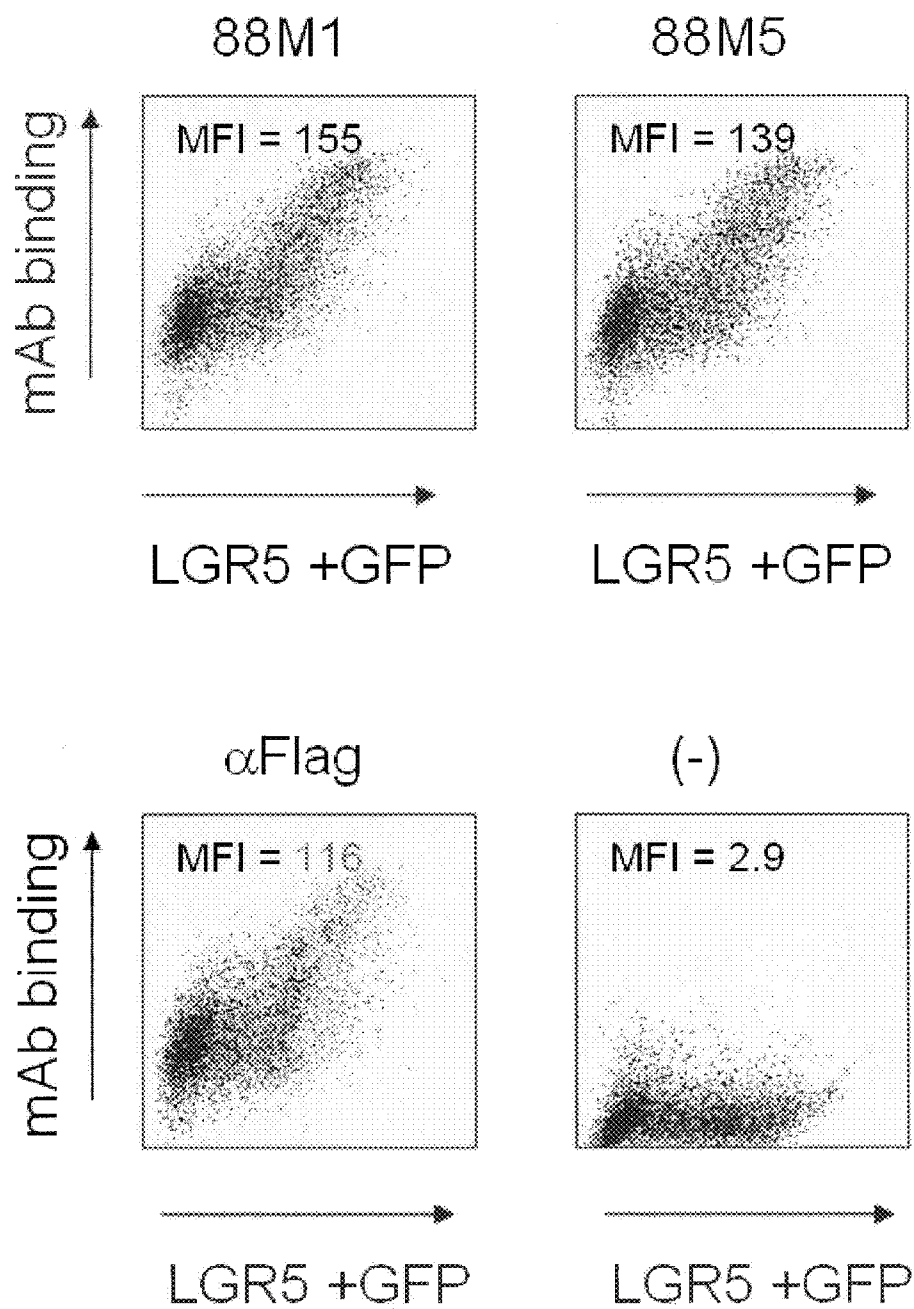 88M1
88M5
mAb binding
MFI = 155
MFI = 139
LGR5 +GFP
LGR5 +GFP
αFlag
(-)
mAb binding
MFI = 116
MFI = 2.9
LGR5 +GFP
LGR5 +GFP